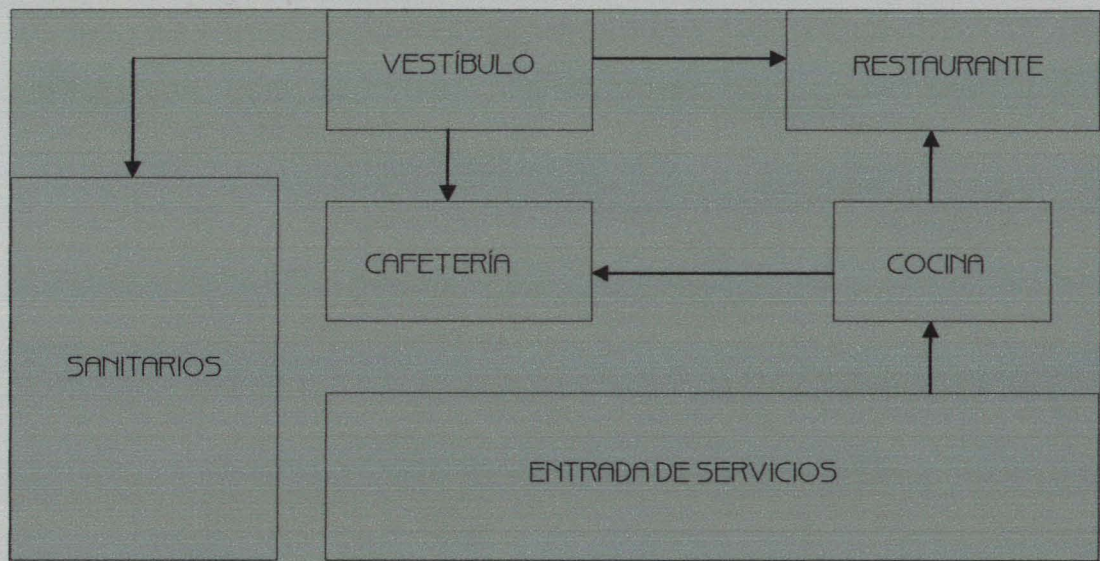 VESTÍBULO
RESTAURANTE
CAFETERÍA
COCINA
SANITARIOS
ENTRADA DE SERVICIOS